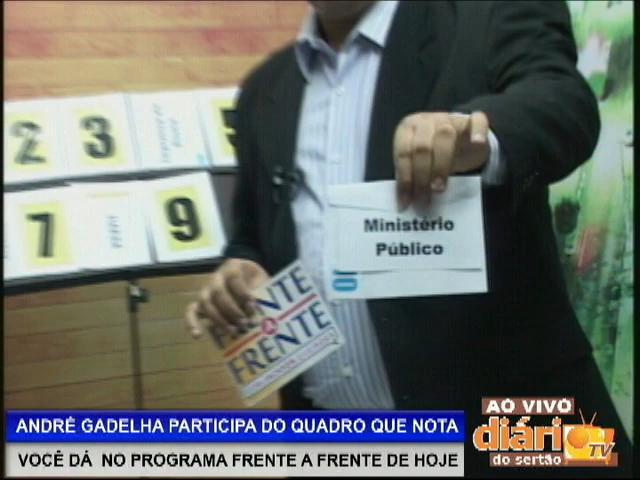 2
3
7
9
Ministério
Público
10
FRENTE
A
FRENTE
ANDRÉ GADELHA PARTICIPA DO QUADRO QUE NOTA
VOCÊ DÁ NO PROGRAMA FRENTE A FRENTE DE HOJE
AO VIVO
diário
TV
do sertão